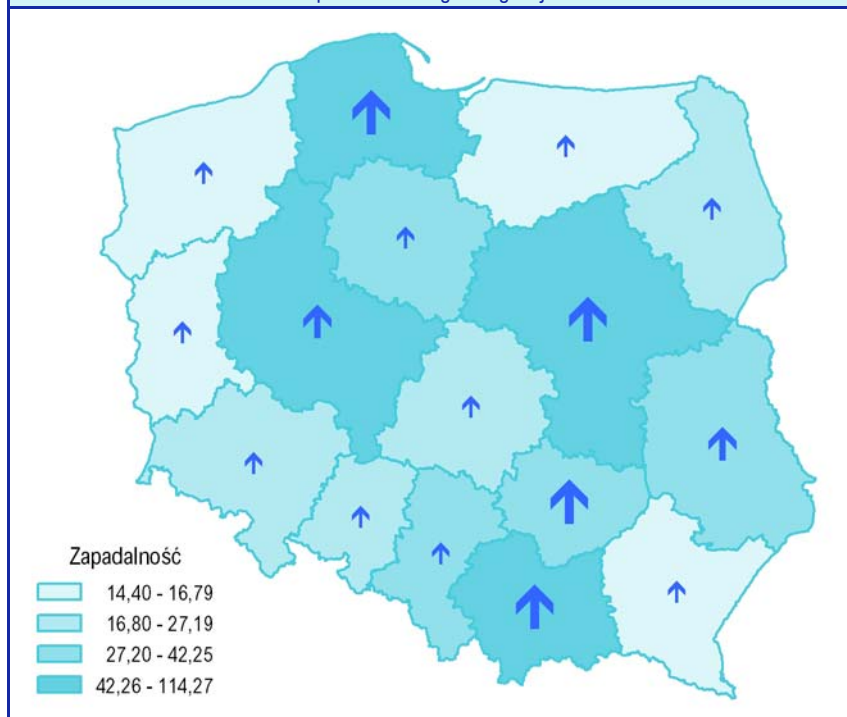 Zapadalność
14,40 - 16,79
16,80 - 27,19
27,20 - 42,25
42,26 - 114,27